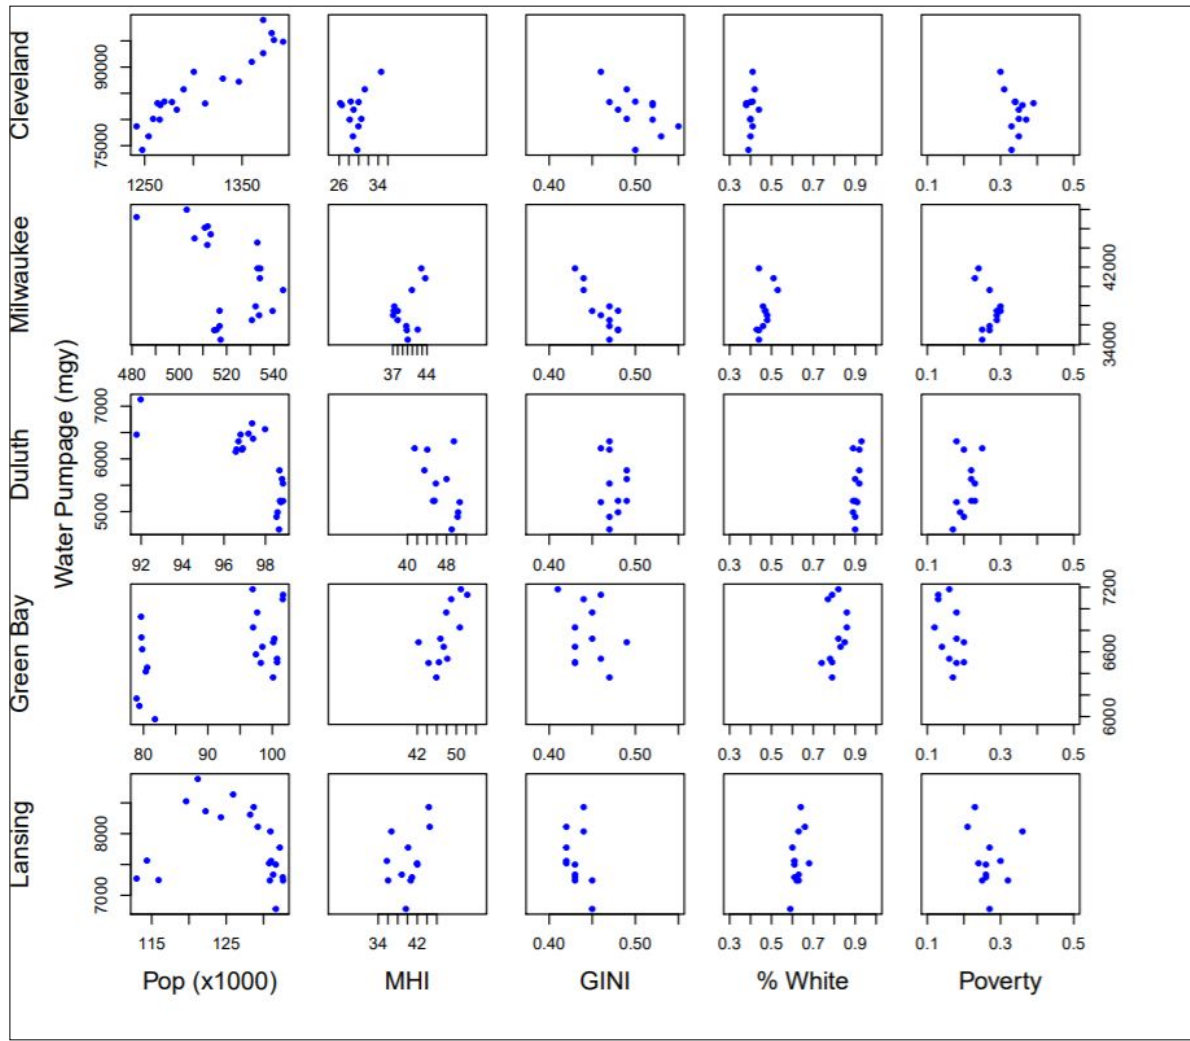 Water Pumpage (mgy)
Cleveland
75000 90000
1250 1350
26 34
0.40 0.50
0.3 0.5 0.7 0.9
0.1 0.3 0.5
Milwaukee
34000 42000
480 500 520 540
37 44
0.40 0.50
0.3 0.5 0.7 0.9
0.1 0.3 0.5
Duluth
5000 6000 7000
92 94 96 98
40 48
0.40 0.50
0.3 0.5 0.7 0.9
0.1 0.3 0.5
Green Bay
6000 6600 7200
80 90 100
42 50
0.40 0.50
0.3 0.5 0.7 0.9
0.1 0.3 0.5
Lansing
7000 8000
115 125
34 42
0.40 0.50
0.3 0.5 0.7 0.9
0.1 0.3 0.5
Pop (x1000) MHI GINI % White Poverty